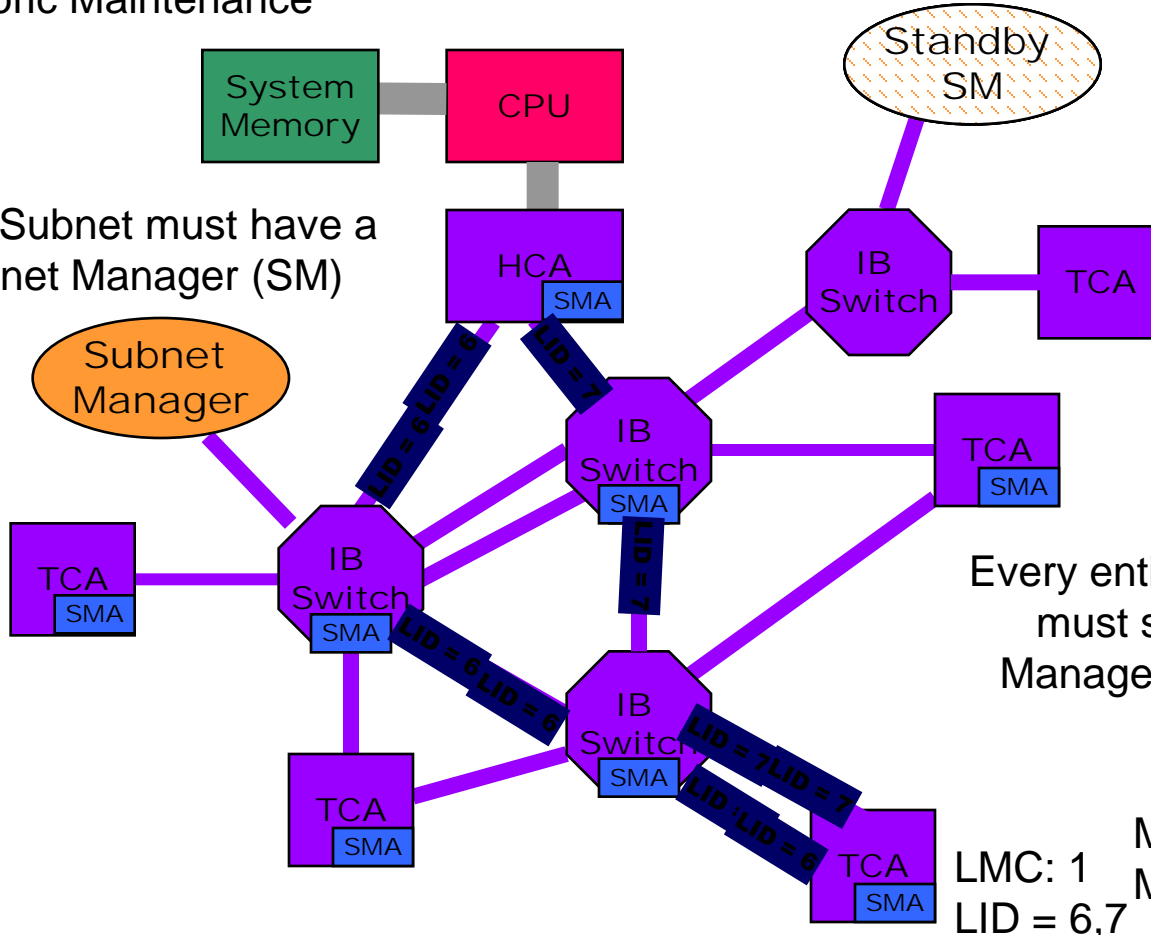 Maintenance
Standby
SM
System
Memory
CPU
Subnet must have a
Manager (SM)
HCA
SMA
IB
Switch
TCA
Subnet
Manager
LID = 6
LID = 7
LID = 6
IB
Switch
SMA
TCA
SMA
LID = 7
TCA
SMA
IB
Switch
SMA
Every
must
LID = 6
LID = 6
IB
Switch
SMA
LID = 7
LID = 7
LID
LID = 6
TCA
SMA
TCA
SMA
LMC: 1
LID = 6,7